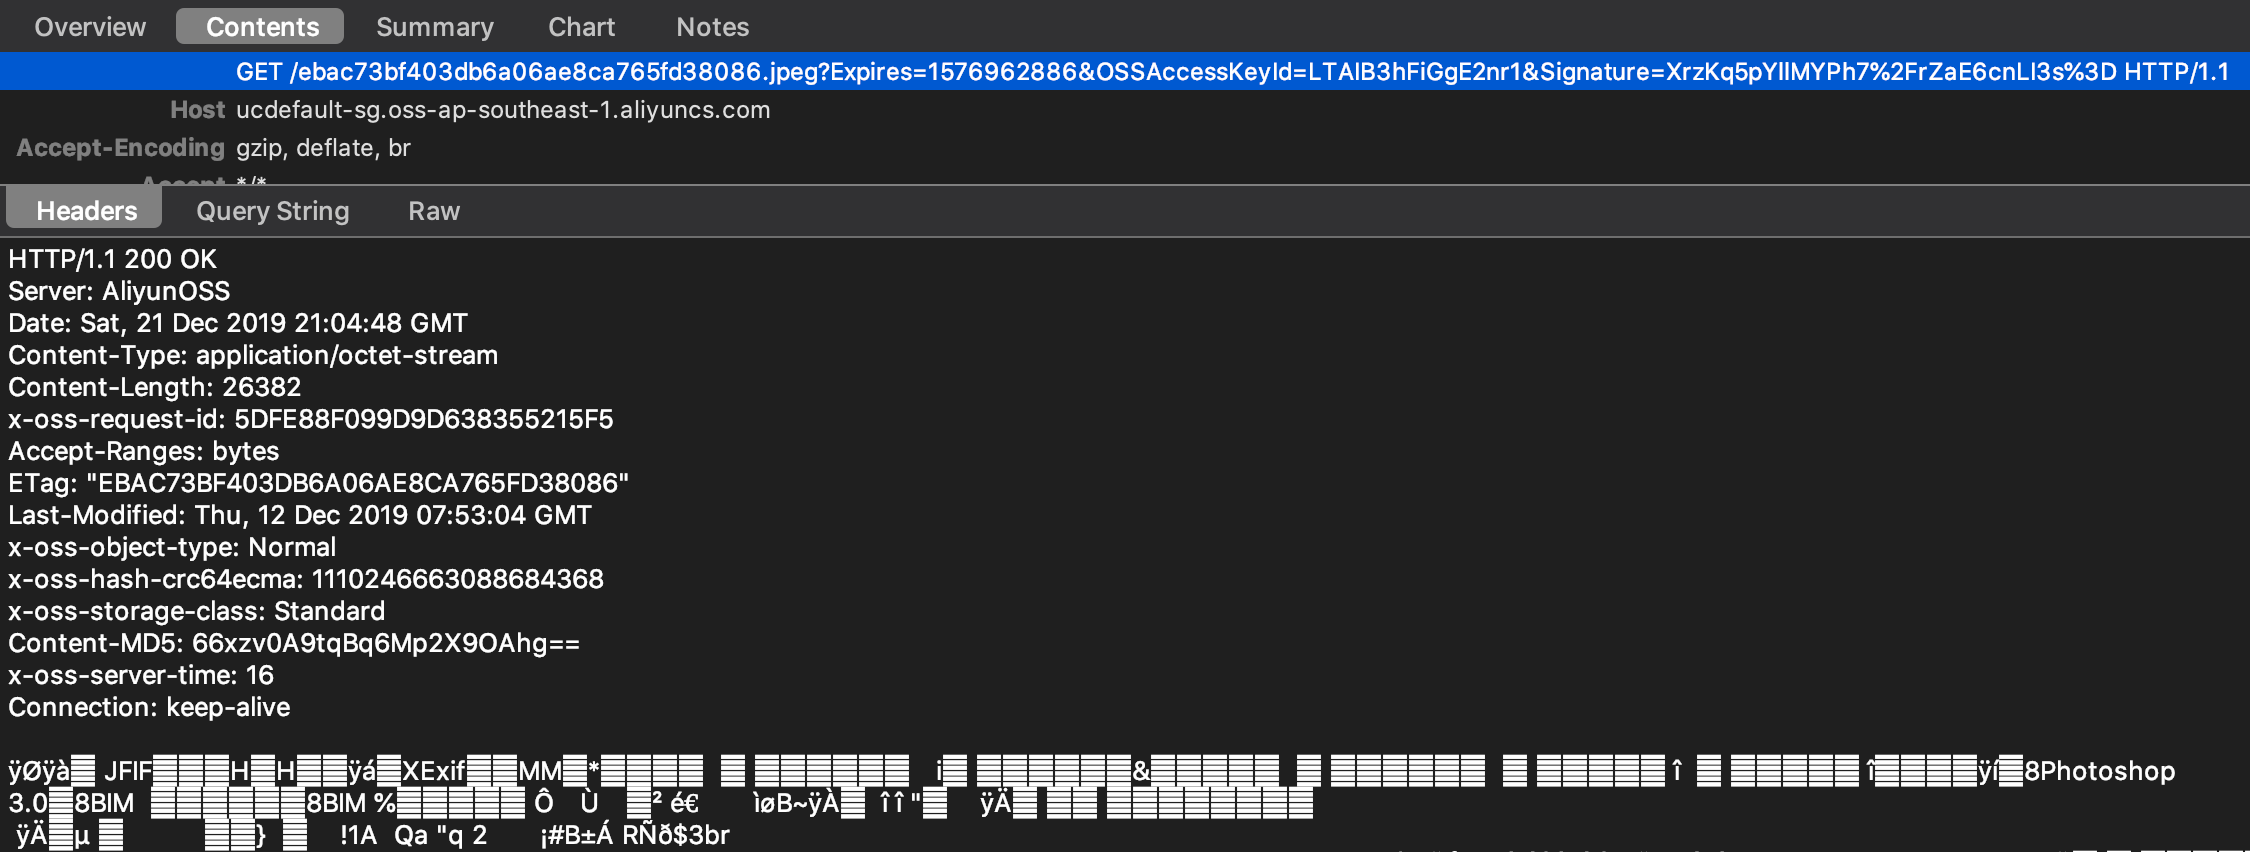 Overview Contents Summary Chart Notes
GET /ebac73bf403db6a06ae8ca765fd38086.jpeg?Expires=1576962886&OSSAccessKeyId=LTAIB3hFiGgE2nr1&Signature=XrzKq5pYlIMYPh7%2FrZaE6cnLI3s%3D HTTP/1.1
Host ucdefault-sg.oss-ap-southeast-1.aliyuncs.com
Accept-Encoding gzip, deflate, br
Accept */*
Headers Query String Raw
HTTP/1.1 200 OK
Server: AliyunOSS
Date: Sat, 21 Dec 2019 21:04:48 GMT
Content-Type: application/octet-stream
Content-Length: 26382
x-oss-request-id: 5DFE88F099D9D638355215F5
Accept-Ranges: bytes
ETag: "EBAC73BF403DB6A06AE8CA765FD38086"
Last-Modified: Thu, 12 Dec 2019 07:53:04 GMT
x-oss-object-type: Normal
x-oss-hash-crc64ecma: 1110246663088684368
x-oss-storage-class: Standard
Content-MD5: 66xzv0A9tqBq6Mp2X9OAhg==
x-oss-server-time: 16
Connection: keep-alive
ÿØÿà JFIF H H ÿá XExif MM * i & î î ÿí 8Photoshop
3.0 8BIM 8BIM % Ô Ù ² é€ ìøB~ÿÀ î î " ÿÄ
ÿÄ µ } !1A Qa "q 2 ¡#B±Á RÑð$3br